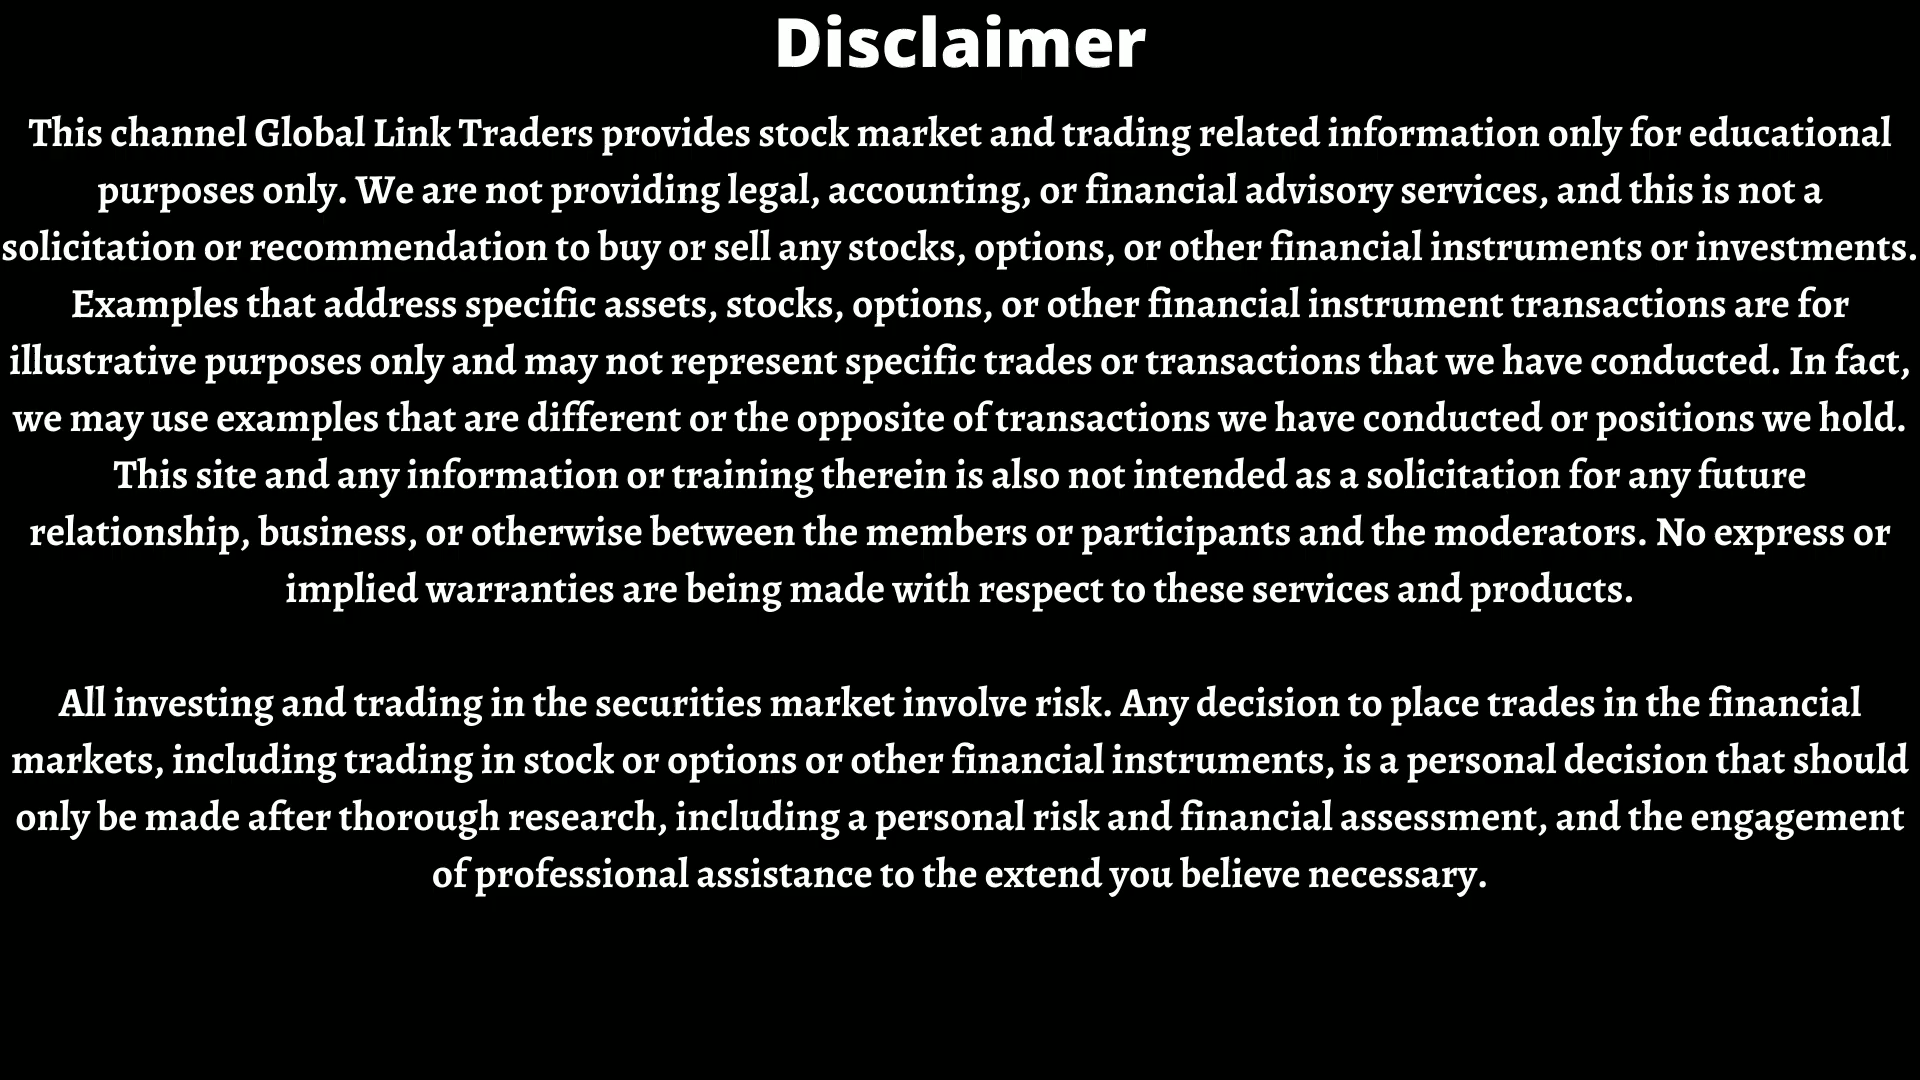 Disclaimer
This channel Global Link Traders provides stock market and trading related information only for educational
purposes only. We are not providing legal, accounting, or financial advisory services, and this is not a
solicitation or recommendation to buy or sell any stocks, options, or other financial instruments or investments.
Examples that address specific assets, stocks, options, or other financial instrument transactions are for
illustrative purposes only and may not represent specific trades or transactions that we have conducted. In fact,
we may use examples that are different or the opposite of transactions we have conducted or positions we hold.
This site and any information or training therein is also not intended as a solicitation for any future
relationship, business, or otherwise between the members or participants and the moderators. No express or
implied warranties are being made with respect to these services and products.
All investing and trading in the securities market involve risk. Any decision to place trades in the financial
markets, including trading in stock or options or other financial instruments, is a personal decision that should
only be made after thorough research, including a personal risk and financial assessment, and the engagement
of professional assistance to the extend you believe necessary.